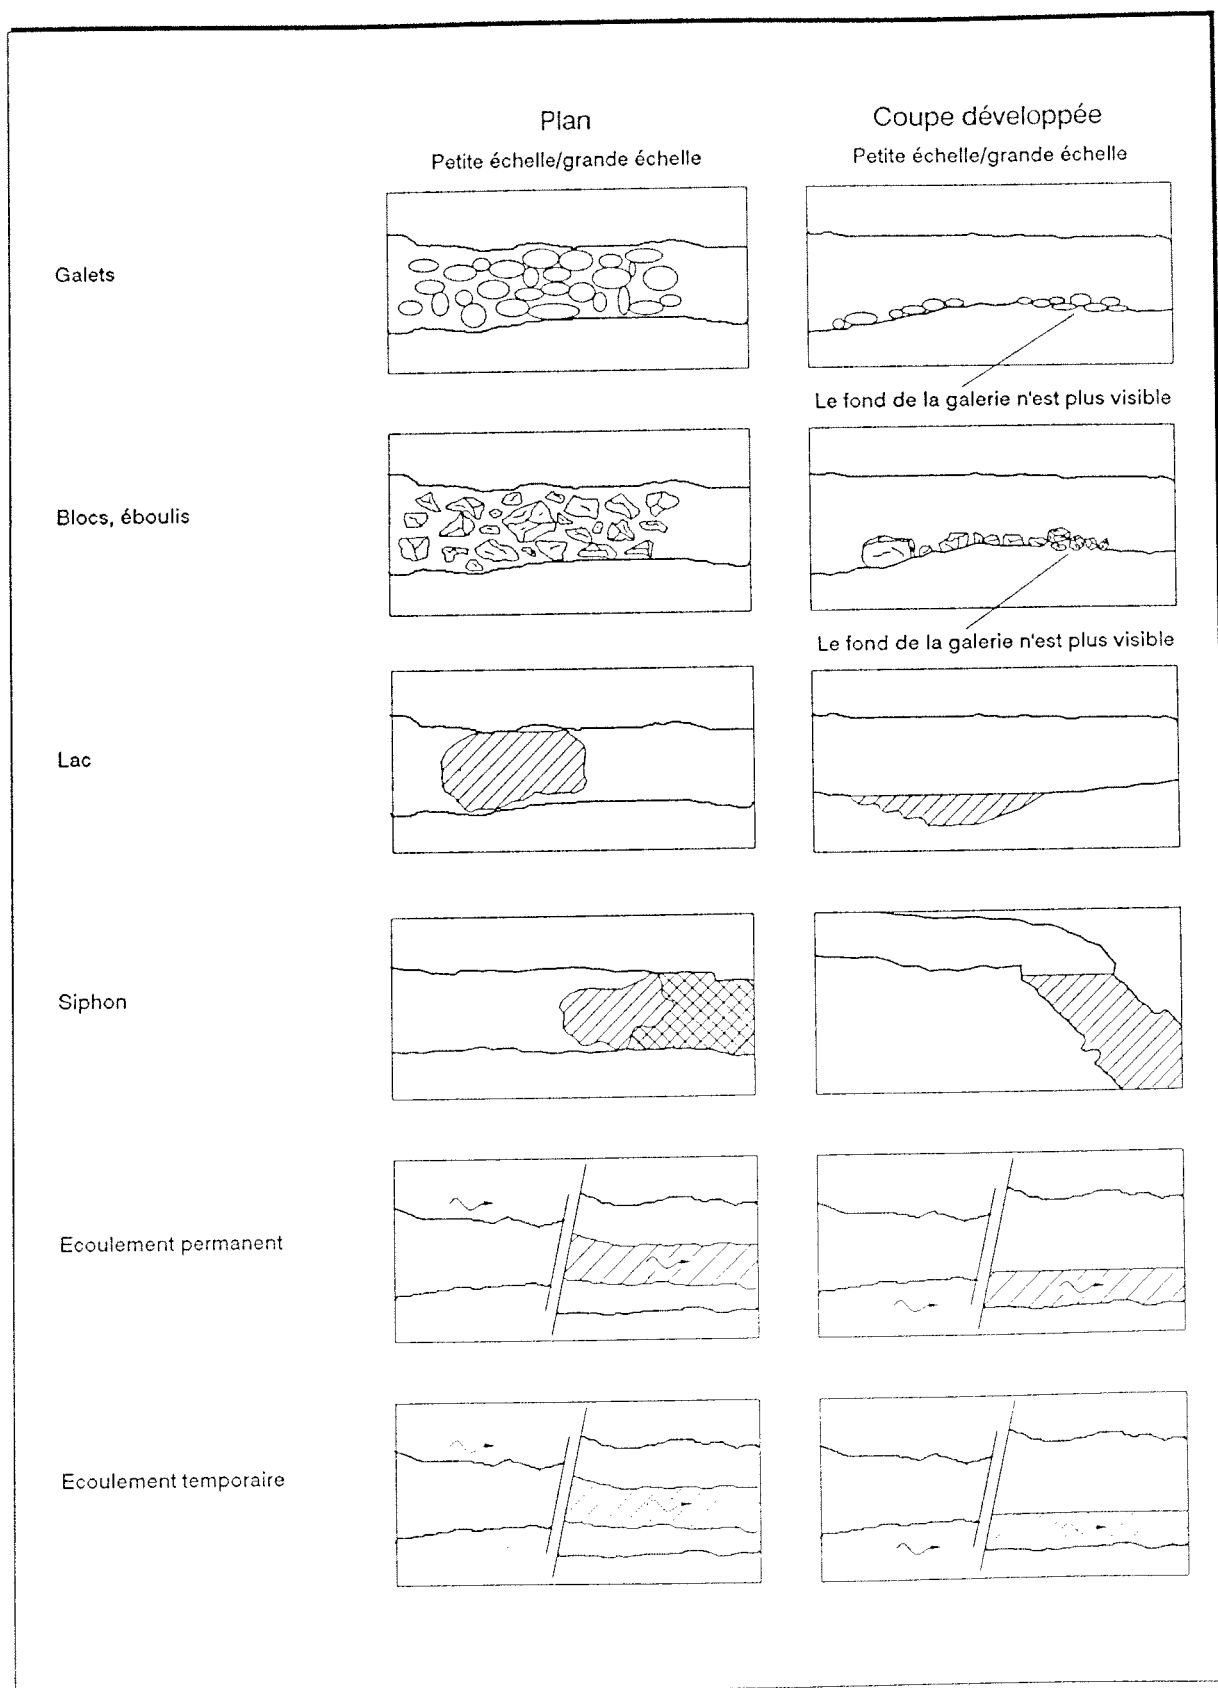 Plan
Coupe développée
Petite échelle/grande échelle
Petite échelle/grande échelle
Galets
Le fond de la galerie n'est plus visible
Blocs, éboulis
Le fond de la galerie n'est plus visible
Lac
Siphon
Ecoulement permanent
Ecoulement temporaire